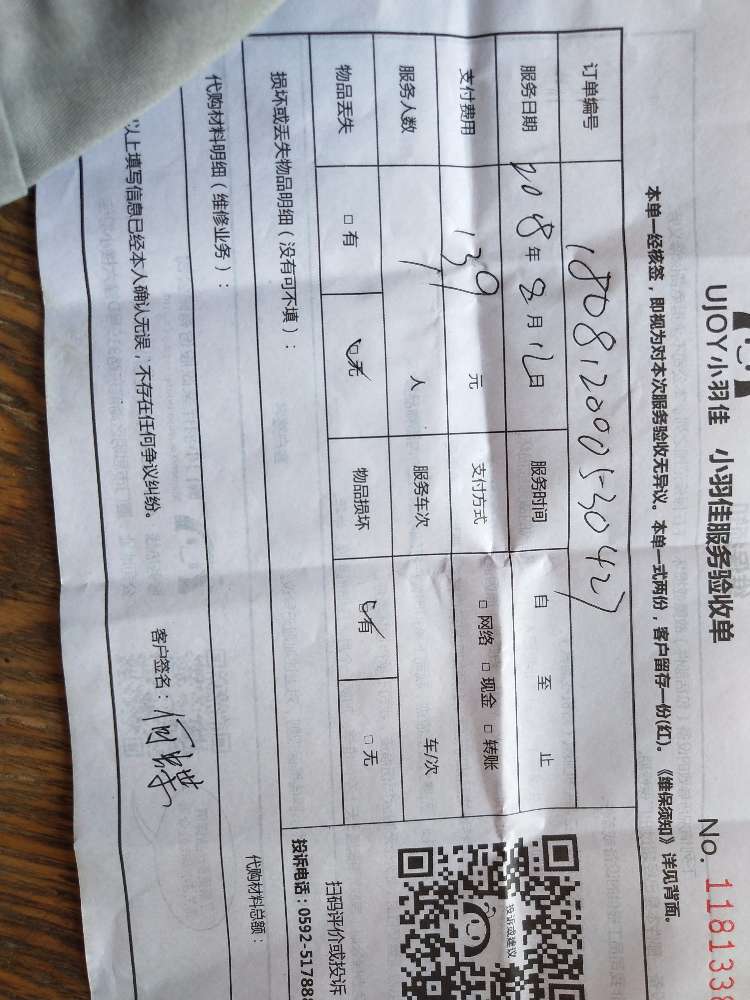 UJOY小羽佳 小羽佳服务验收单
No. 1181338
本单一经核签，即视为对本次服务验收无异议。本单一式两份，客户留存一份(红)。《维保须知》详见背面。
订单编号 180812000530427
服务日期 2018年8月12日 服务时间 自 至 止
支付费用 139 元 支付方式 □ 网络 □ 现金 □ 转账
服务人数 1 人 服务车次 车/次
物品丢失 □ 有 □ 无 物品损坏 □ 有 □ 无
损坏或丢失物品明细（没有可不填）：
代购材料明细（维修业务）：
代购材料总额：
以上填写信息已经本人确认无误，不存在任何争议纠纷。
客户签名：
投诉或建议
扫码评价或投诉
投诉电话：0592-517888